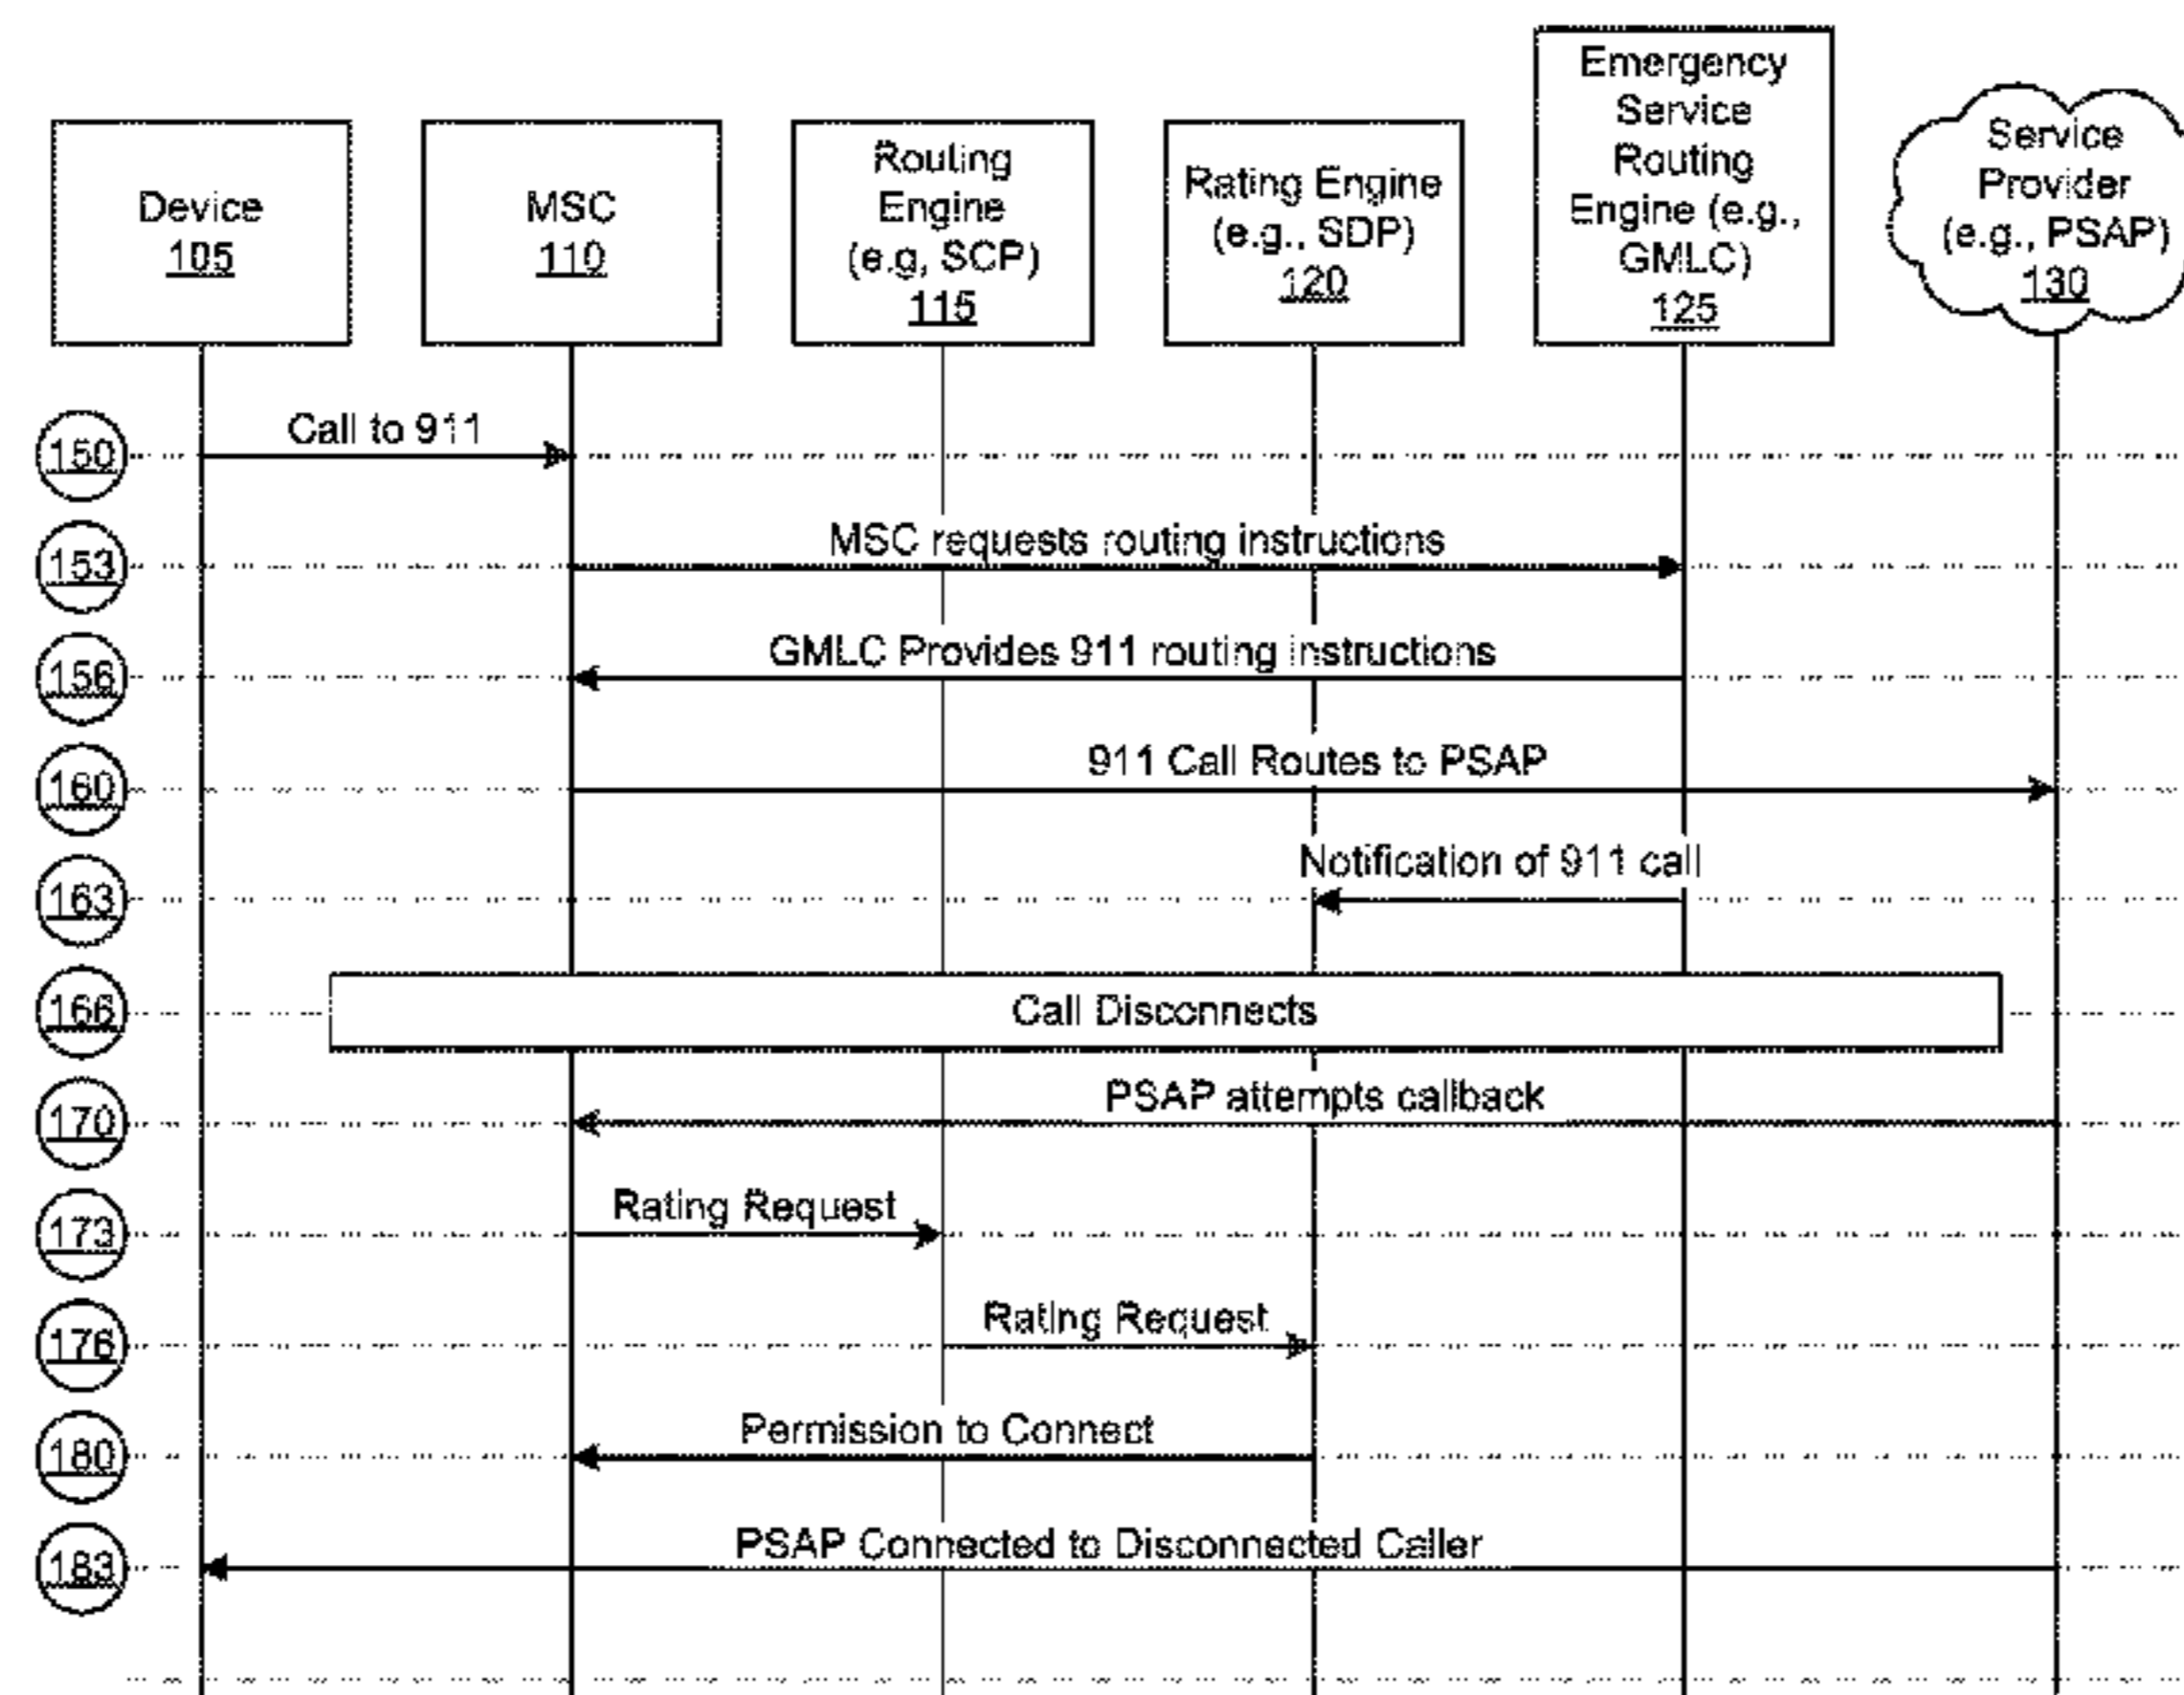 Device
105
MSC
110
Routing
Engine
(e.g, SCP)
115
Rating Engine
(e.g., SDP)
120
Emergency
Service
Routing
Engine (e.g.,
GMLC)
125
Service
Provider
(e.g., PSAP)
130
150
Call to 911
153
MSC requests routing instructions
156
GMLC Provides 911 routing instructions
160
911 Call Routes to PSAP
163
Notification of 911 call
166
Call Disconnects
170
PSAP attempts callback
173
Rating Request
176
Rating Request
180
Permission to Connect
183
PSAP Connected to Disconnected Caller